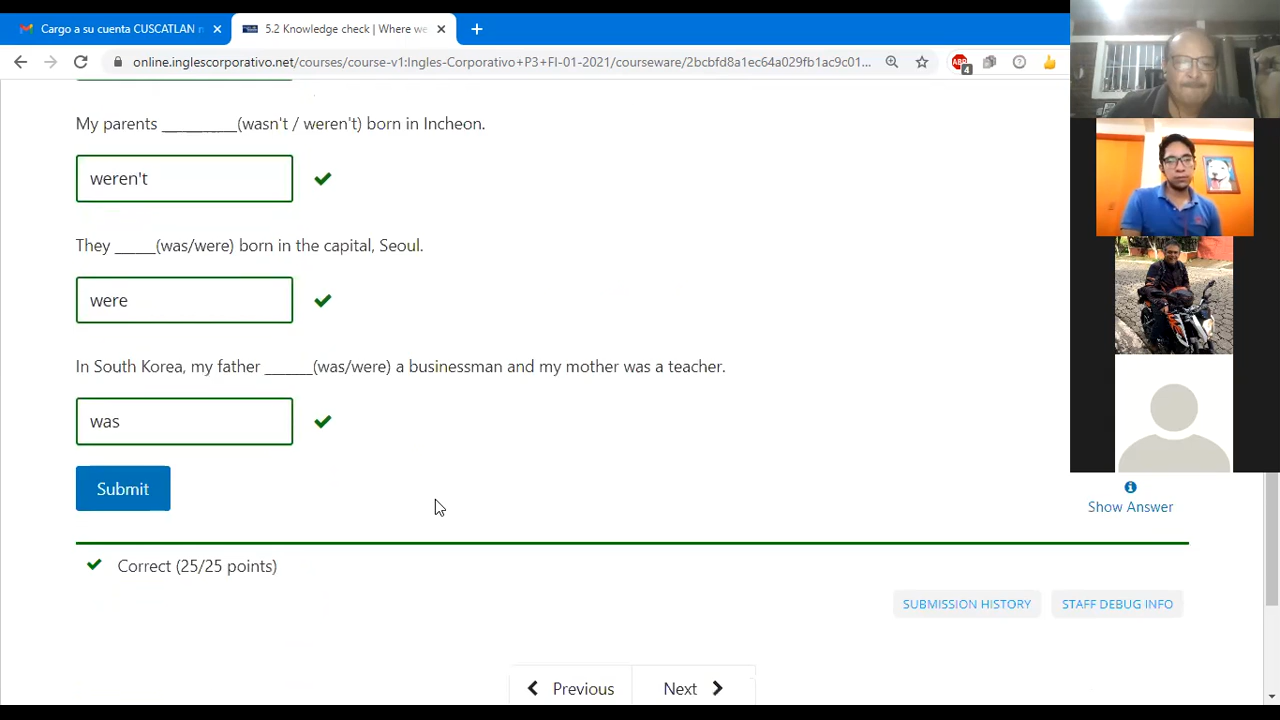 Cargo a su cuenta CUSCATLAN
5.2 Knowledge check | Where we
online.inglescorporativo.net/courses/course-v1:Ingles-Corporativo+P3+FI-01-2021/courseware/2bcbfd8a1ec64a029fb1ac9c01...
ABP
4
My parents __________(wasn't / weren't) born in Incheon.
weren't
They _____(was/were) born in the capital, Seoul.
were
In South Korea, my father ______(was/were) a businessman and my mother was a teacher.
was
Submit
Show Answer
Correct (25/25 points)
SUBMISSION HISTORY
STAFF DEBUG INFO
Previous
Next